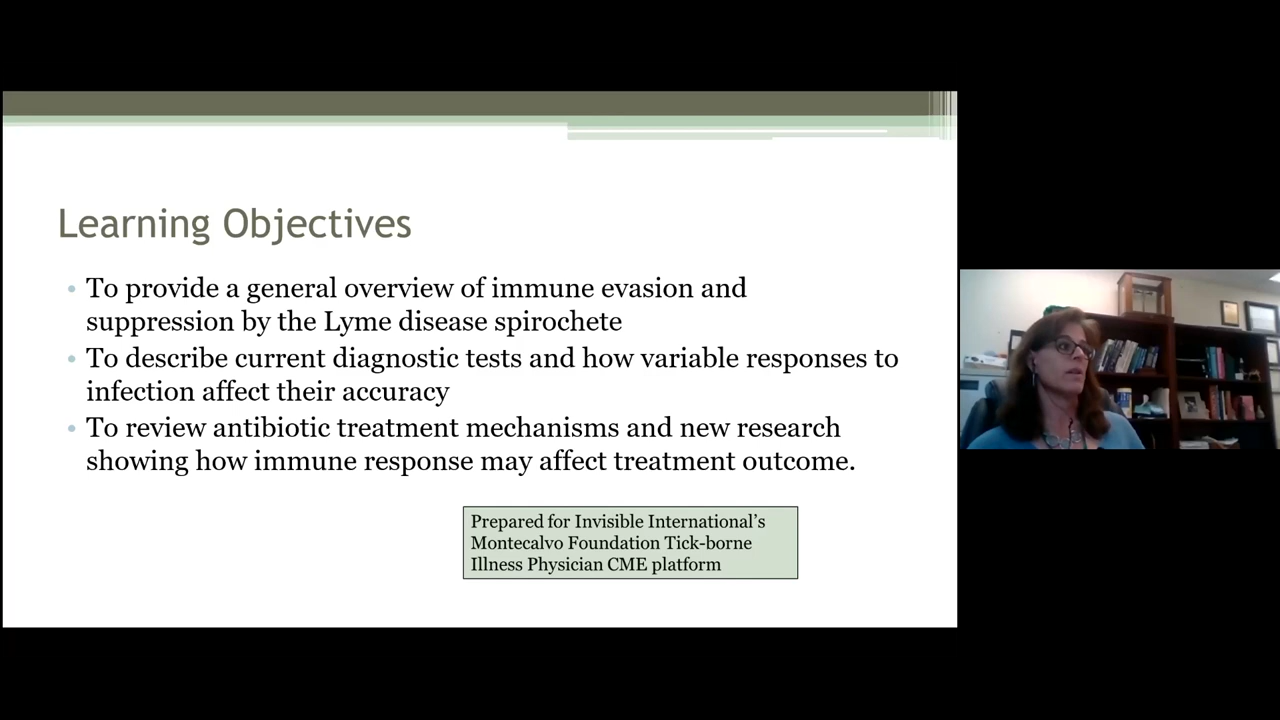 Learning Objectives
To provide a general overview of immune evasion and
suppression by the Lyme disease spirochete
To describe current diagnostic tests and how variable responses to
infection affect their accuracy
To review antibiotic treatment mechanisms and new research
showing how immune response may affect treatment outcome.
Prepared for Invisible International’s
Montecalvo Foundation Tick-borne
Illness Physician CME platform